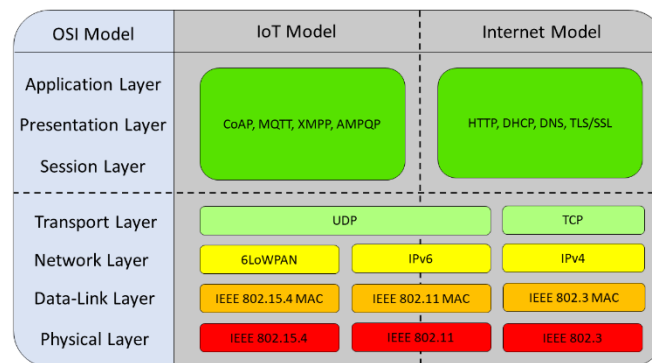 OSI Model IoT Model Internet Model
Application Layer
Presentation Layer CoAP, MQTT, XMPP, AMPQP HTTP, DHCP, DNS, TLS/SSL
Session Layer
Transport Layer UDP TCP
Network Layer 6LoWPAN IPv6 IPv4
Data-Link Layer IEEE 802.15.4 MAC IEEE 802.11 MAC IEEE 802.3 MAC
Physical Layer IEEE 802.15.4 IEEE 802.11 IEEE 802.3